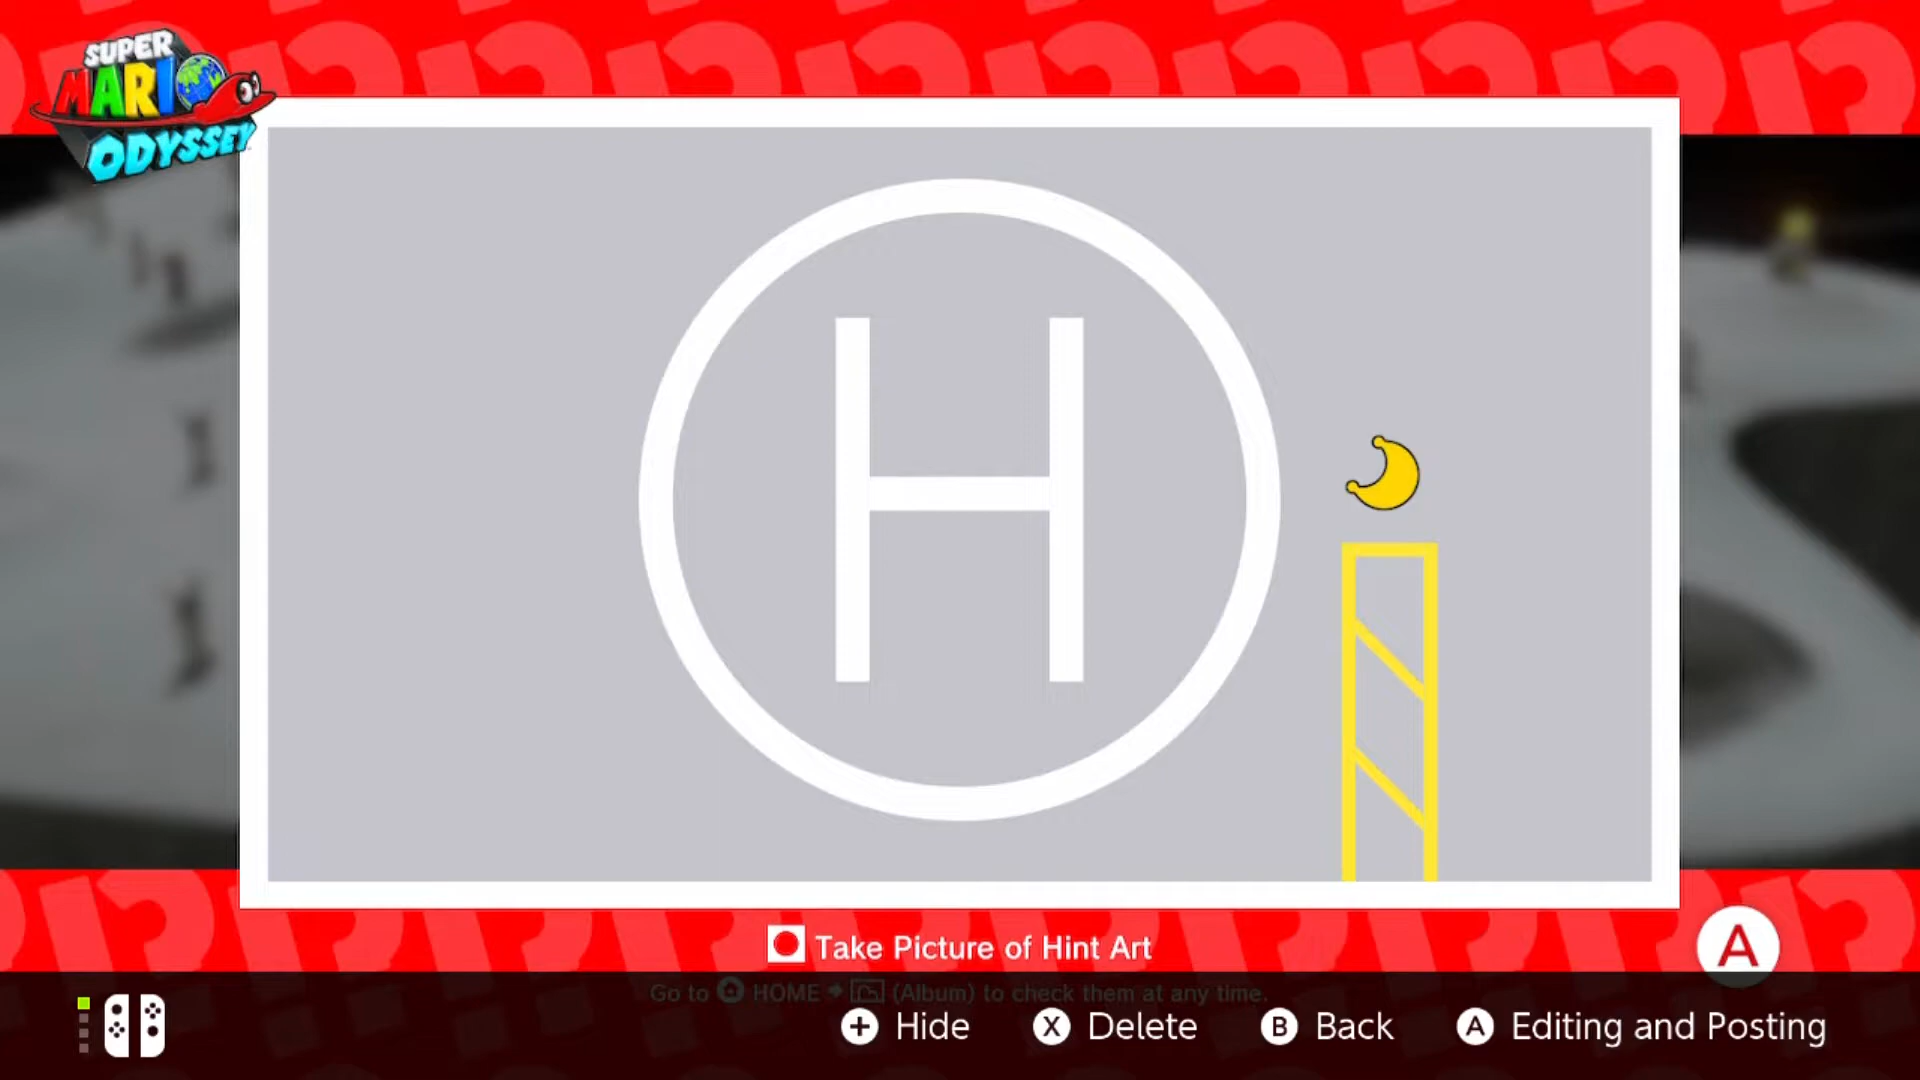 SUPER
MARIO
ODYSSEY
H
Take Picture of Hint Art
A
Go to HOME (Album) to check them at any time.
+ Hide X Delete B Back A Editing and Posting